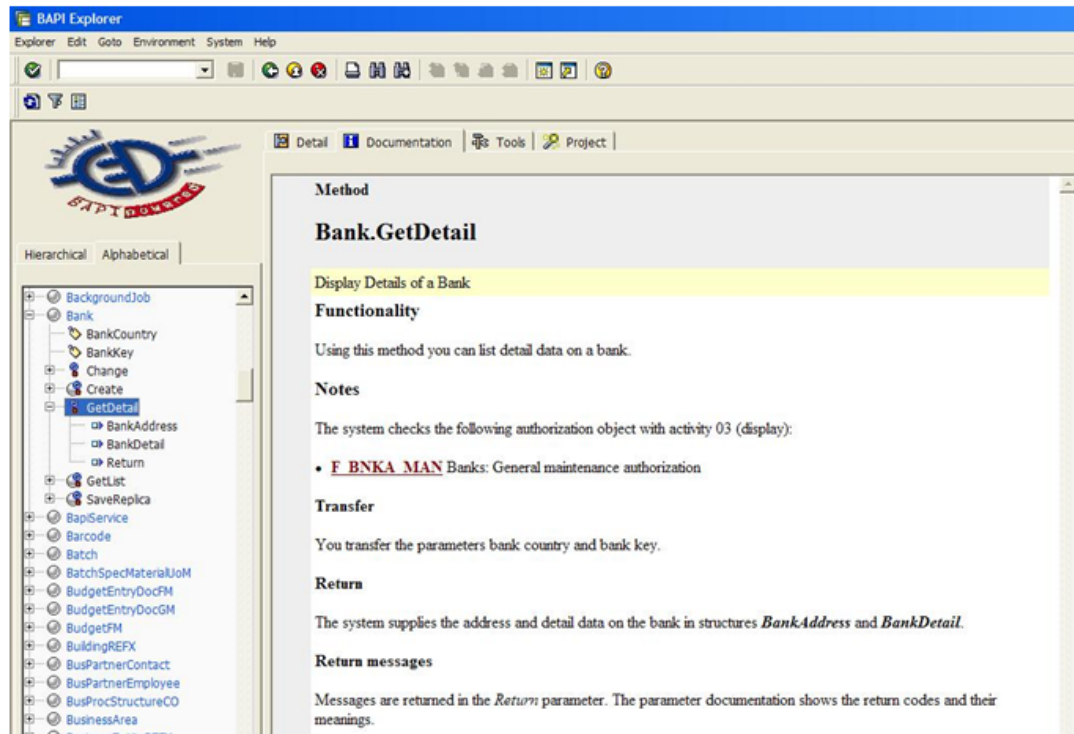 BAPI Explorer
Explorer Edit Goto Environment System Help
Detail Documentation Tools Project
BAPI powered
Hierarchical Alphabetical
BackgroundJob
Bank
BankCountry
BankKey
Change
Create
GetDetail
BankAddress
BankDetail
Return
GetList
SaveReplica
BapiService
Barcode
Batch
BatchSpecMaterialUoM
BudgetEntryDocFM
BudgetEntryDocGM
BudgetFM
BuildingREFX
BusPartnerContact
BusPartnerEmployee
BusProcStructureCO
BusinessArea
Method
Bank.GetDetail
Display Details of a Bank
Functionality
Using this method you can list detail data on a bank.
Notes
The system checks the following authorization object with activity 03 (display):
• F_BNKA_MAN Banks: General maintenance authorization
Transfer
You transfer the parameters bank country and bank key.
Return
The system supplies the address and detail data on the bank in structures BankAddress and BankDetail.
Return messages
Messages are returned in the Return parameter. The parameter documentation shows the return codes and their
meanings.